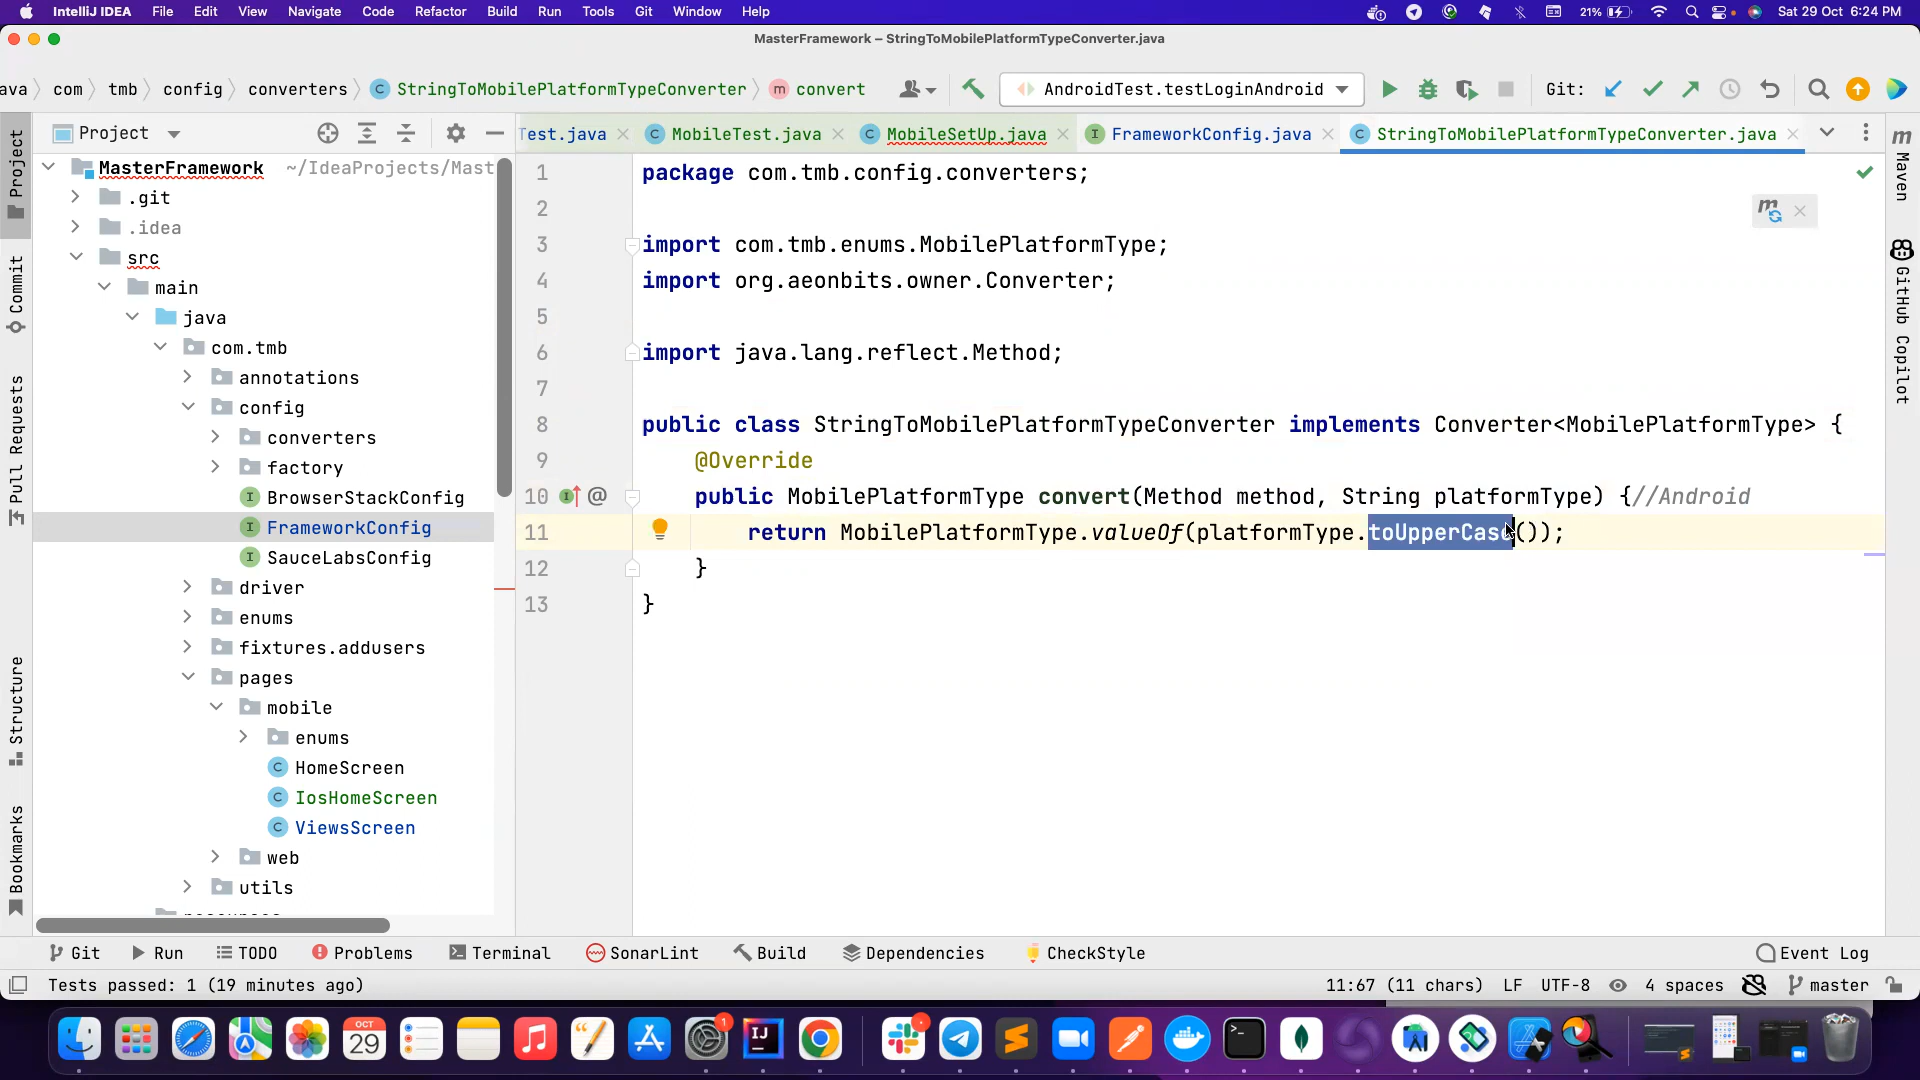 IntelliJ IDEA File Edit View Navigate Code Refactor Build Run Tools Git Window Help 21% Sat 29 Oct 6:24 PM
MasterFramework – StringToMobilePlatformTypeConverter.java
ava com tmb config converters StringToMobilePlatformTypeConverter m convert AndroidTest.testLoginAndroid Git:
Project Test.java MobileTest.java MobileSetUp.java FrameworkConfig.java StringToMobilePlatformTypeConverter.java
MasterFramework ~/IdeaProjects/Mast
.git
.idea
src
main
java
com.tmb
annotations
config
converters
factory
BrowserStackConfig
FrameworkConfig
SauceLabsConfig
driver
enums
fixtures.addusers
pages
mobile
enums
HomeScreen
IosHomeScreen
ViewsScreen
web
utils
1 package com.tmb.config.converters;
2
3 import com.tmb.enums.MobilePlatformType;
4 import org.aeonbits.owner.Converter;
5
6 import java.lang.reflect.Method;
7
8 public class StringToMobilePlatformTypeConverter implements Converter<MobilePlatformType> {
9 @Override
10 public MobilePlatformType convert(Method method, String platformType) {//Android
11 return MobilePlatformType.valueOf(platformType.toUpperCase());
12 }
13 }
Project
Commit
Pull Requests
Structure
Bookmarks
Maven
GitHub Copilot
Git Run TODO Problems Terminal SonarLint Build Dependencies CheckStyle Event Log
Tests passed: 1 (19 minutes ago) 11:67 (11 chars) LF UTF-8 4 spaces master
OCT
29
1
IJ